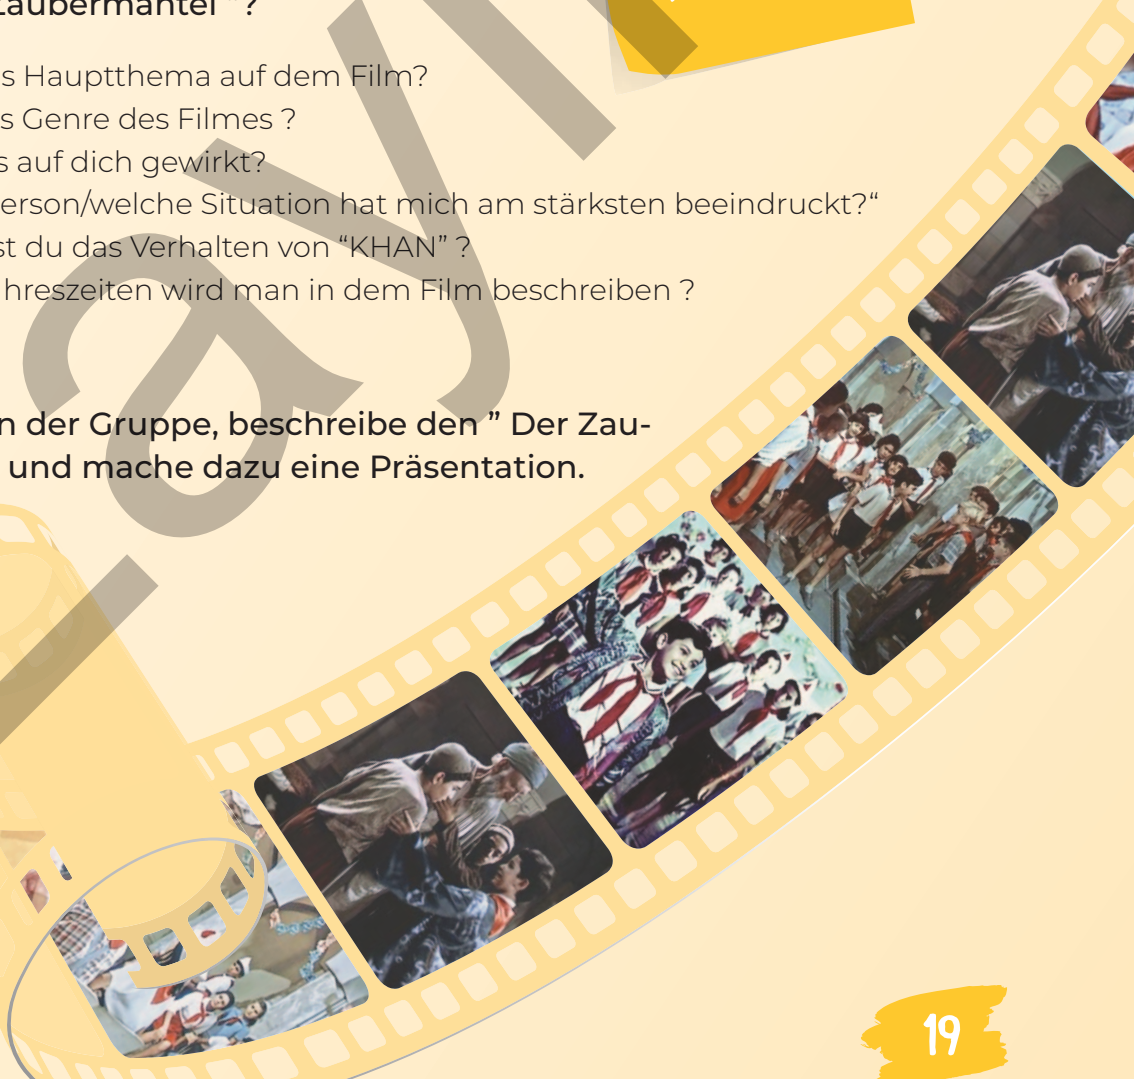 Zaubermantel "?
s Hauptthema auf dem Film?
s Genre des Filmes ?
s auf dich gewirkt?
erson/welche Situation hat mich am stärksten beeindruckt?“
st du das Verhalten von “KHAN” ?
hreszeiten wird man in dem Film beschreiben ?
n der Gruppe, beschreibe den ” Der Zau-
und mache dazu eine Präsentation.
19